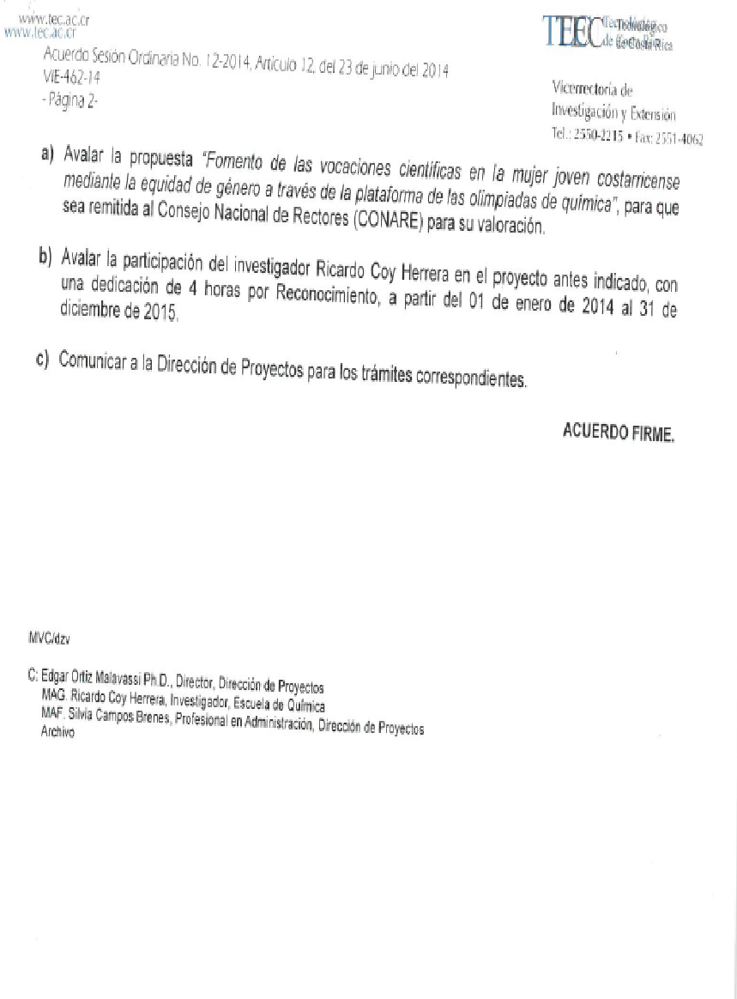 www.tec.ac.cr
www.tec.ac.cr
TEC Tecnológico
de Costa Rica
Acuerdo Sesión Ordinaria No. 12-2014, Artículo 12, del 23 de junio del 2014
VIE-462-14
- Página 2-
Vicerrectoría de
Investigación y Extensión
Tel.: 2550-2215 • Fax: 2551-4062
a) Avalar la propuesta “Fomento de las vocaciones científicas en la mujer joven costarricense
mediante la equidad de género a través de la plataforma de las olimpiadas de química”, para que
sea remitida al Consejo Nacional de Rectores (CONARE) para su valoración.
b) Avalar la participación del investigador Ricardo Coy Herrera en el proyecto antes indicado, con
una dedicación de 4 horas por Reconocimiento, a partir del 01 de enero de 2014 al 31 de
diciembre de 2015.
c) Comunicar a la Dirección de Proyectos para los trámites correspondientes.
ACUERDO FIRME.
MVC/dzv
C: Edgar Ortiz Malavassi Ph.D., Director, Dirección de Proyectos
MAG. Ricardo Coy Herrera, Investigador, Escuela de Química
MAF. Silvia Campos Brenes, Profesional en Administración, Dirección de Proyectos
Archivo